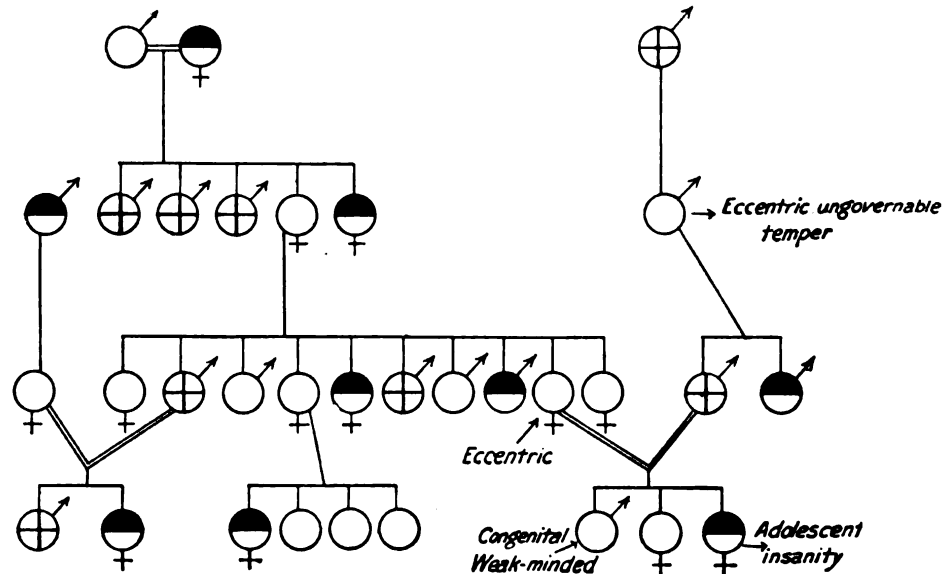 Eccentric ungovernable
temper
Eccentric
Congenital
Weak-minded
Adolescent
insanity